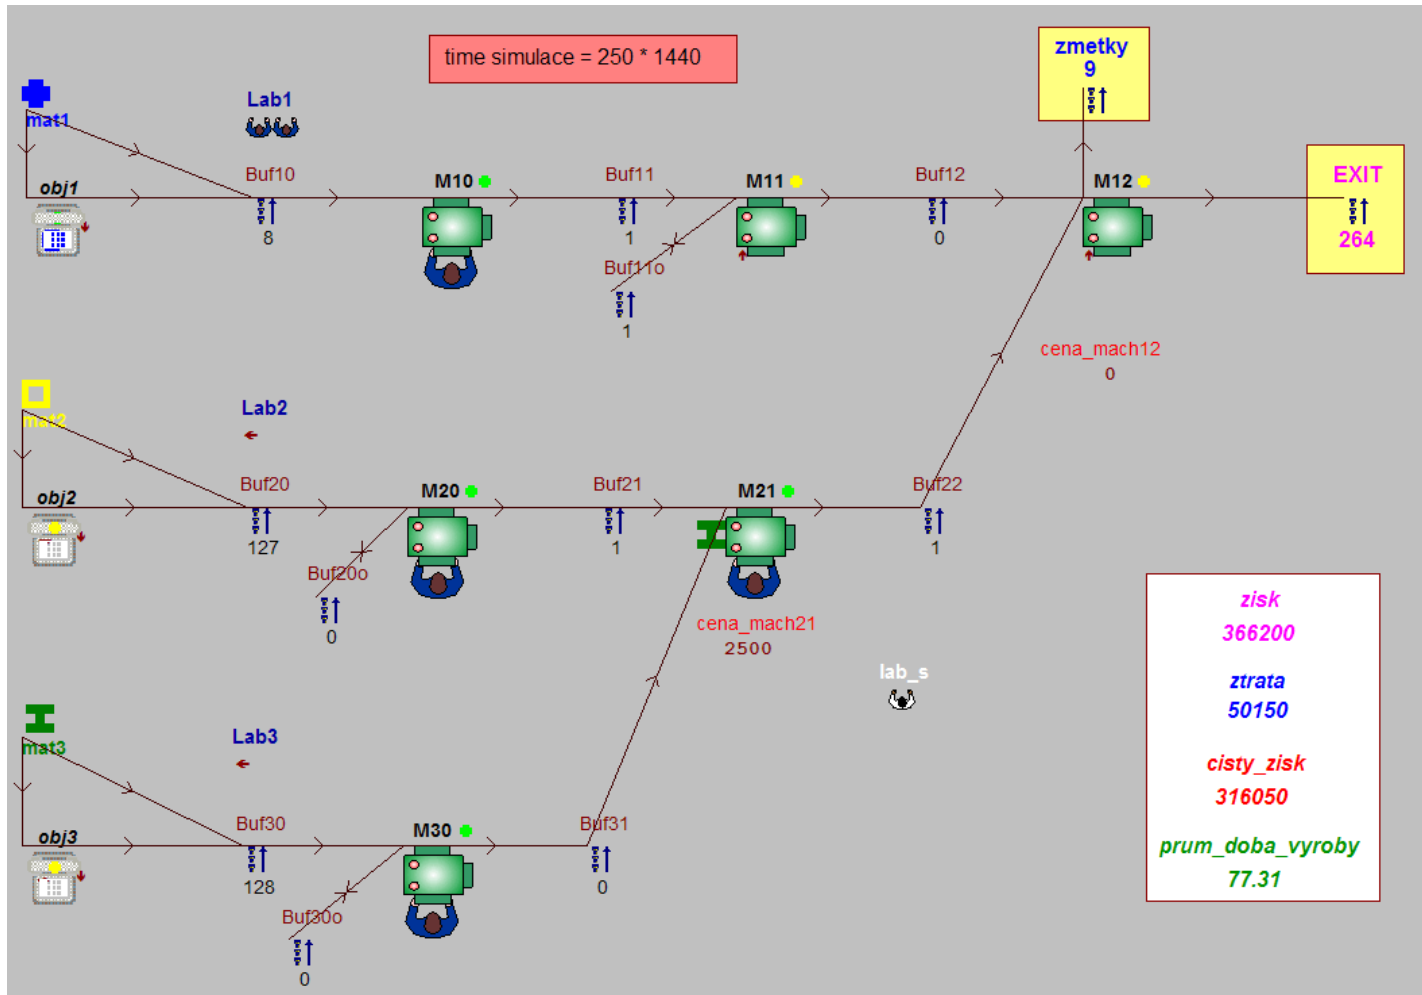 time simulace = 250 * 1440
zmetky
9
mat1
Lab1
obj1
Buf10
8
M10
Buf11
1
Buf11o
1
M11
Buf12
0
M12
EXIT
264
cena_mach12
0
mat2
Lab2
obj2
Buf20
127
M20
Buf20o
0
Buf21
1
M21
cena_mach21
2500
Buf22
1
lab_s
mat3
Lab3
obj3
Buf30
128
M30
Buf30o
0
Buf31
0
zisk
366200
ztrata
50150
cisty_zisk
316050
prum_doba_vyroby
77.31